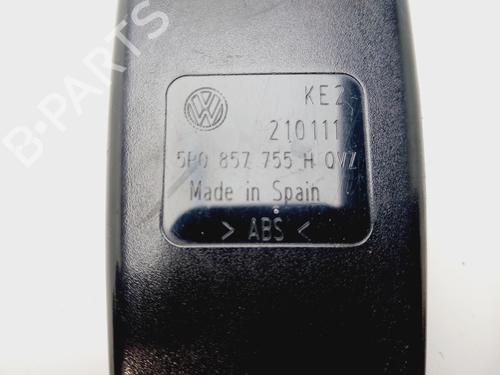 B-PARTS
KE2
210111
5P0 857 755 H QVZ
Made in Spain
> ABS <